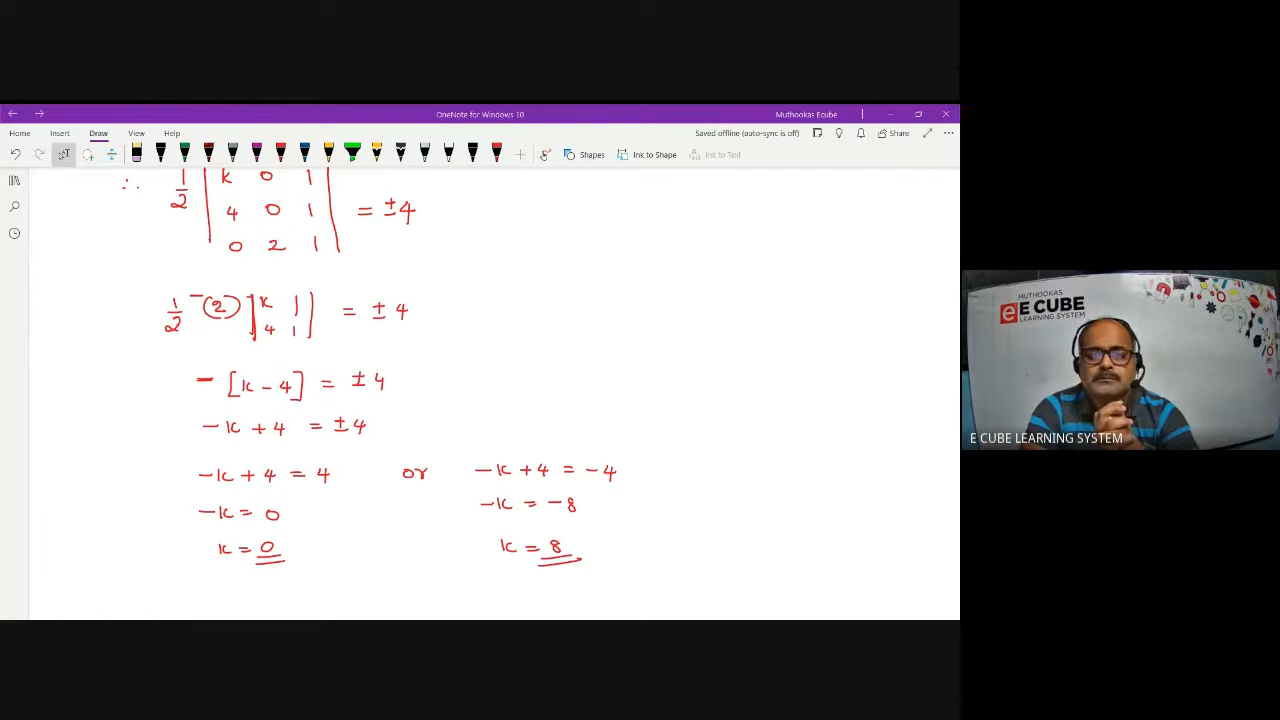 OneNote for Windows 10
Muthookas Ecube
Home Insert Draw View Help
Saved offline (auto-sync is off)
Share
Shapes
Ink to Shape
Ink to Text
∴ 1/2 | K 0 1
4 0 1 | = ±4
0 2 1
1/2 -(2) | K 1
4 1 | = ±4
- [K - 4] = ±4
-K + 4 = ±4
-K + 4 = 4 or -K + 4 = -4
-K = 0 -K = -8
K = 0 K = 8
MUTHOOKAS
e E CUBE
LEARNING SYSTEM
E CUBE LEARNING SYSTEM